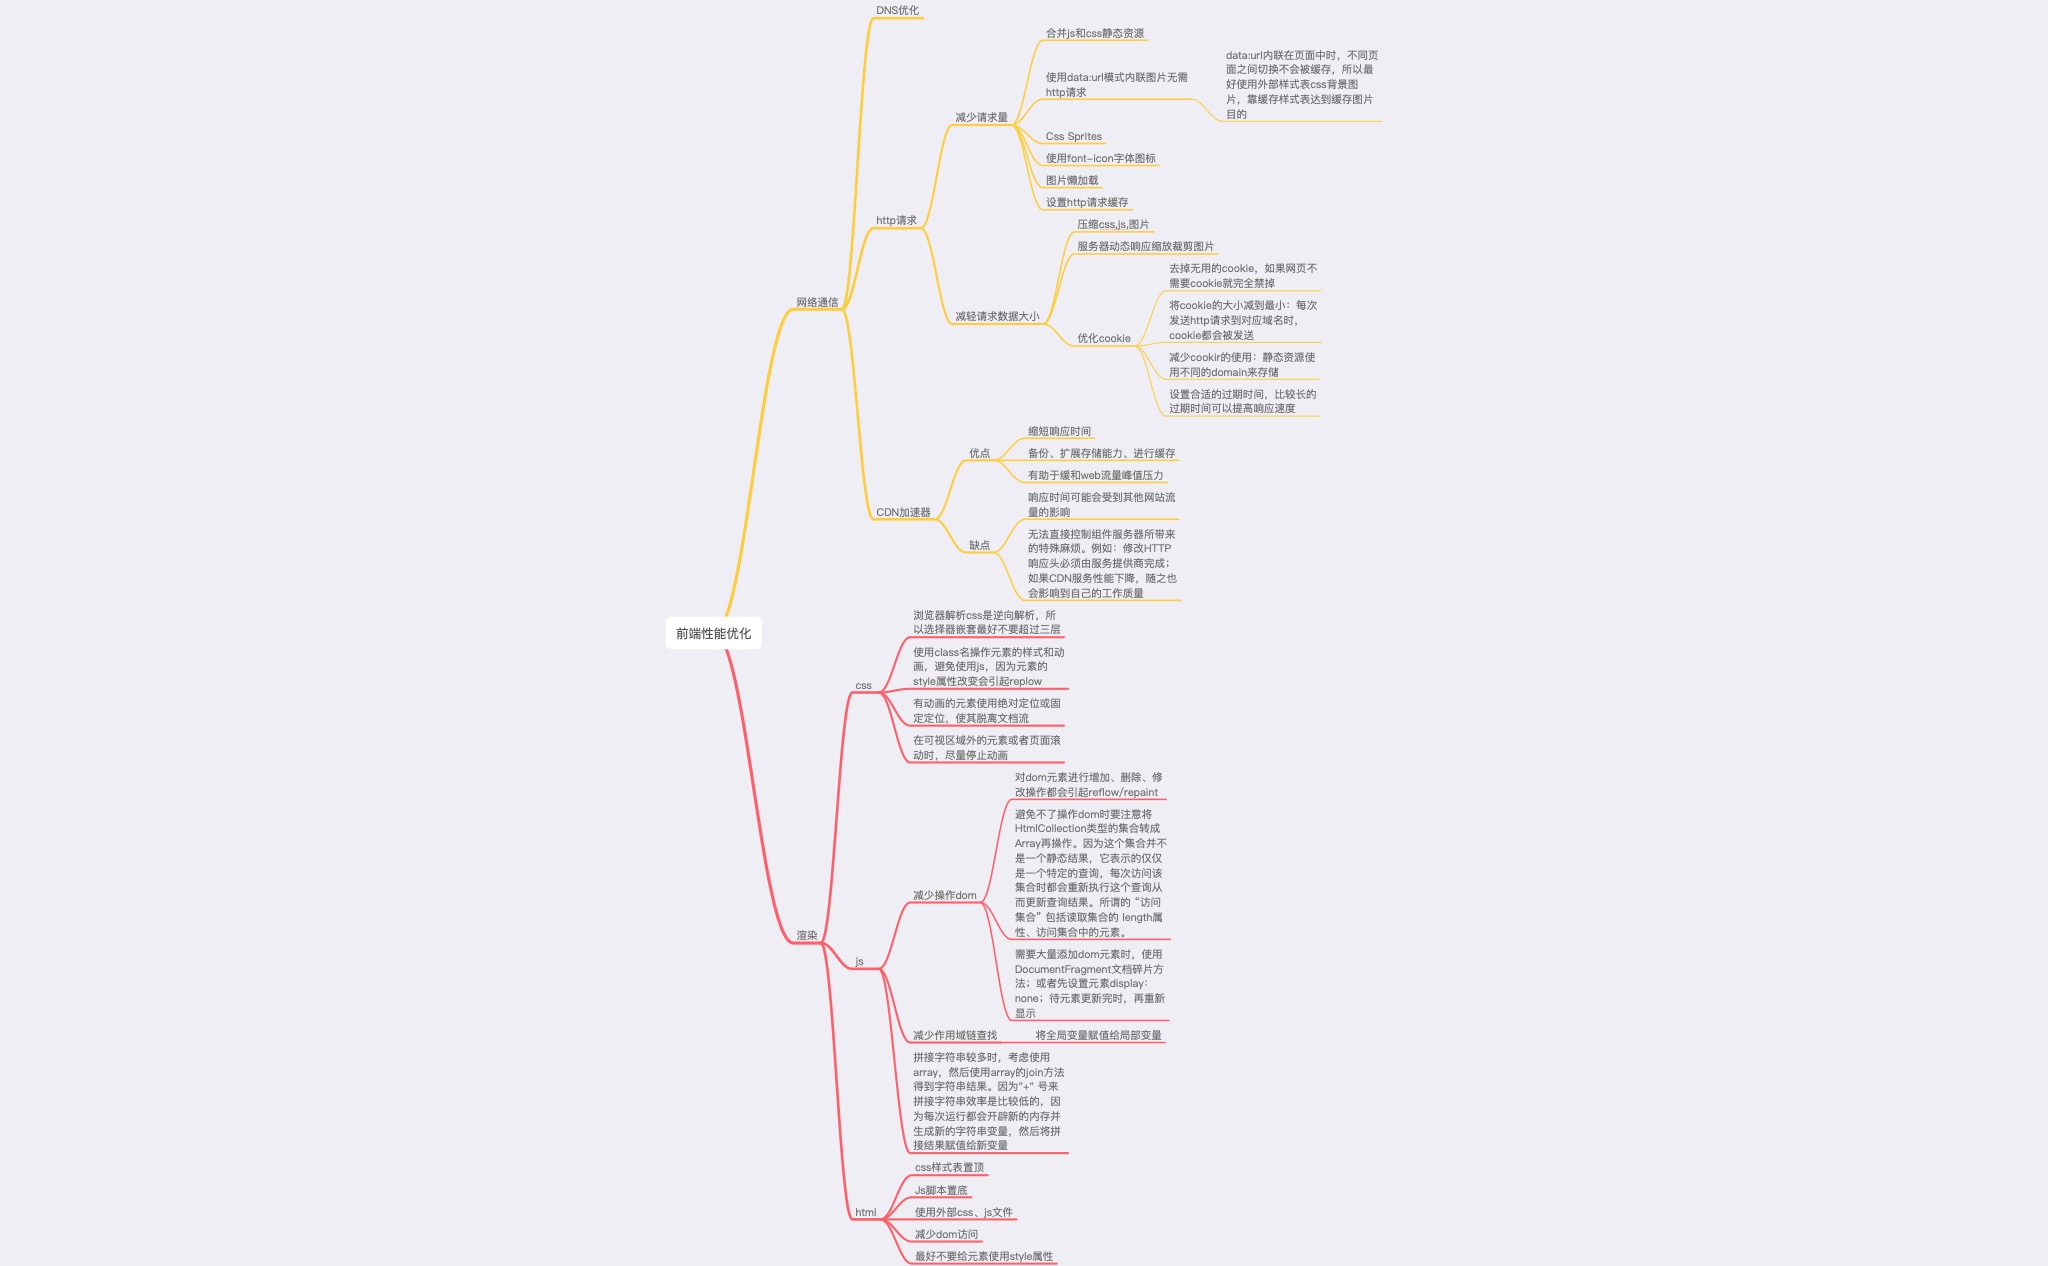 DNS优化
合并js和css静态资源
data:url内联在页面中时，不同页
面之间切换不会被缓存，所以最
好使用外部样式表css背景图
片，靠缓存样式表达到缓存图片
目的
使用data:url模式内联图片无需
http请求
减少请求量
Css Sprites
使用font-icon字体图标
图片懒加载
设置http请求缓存
http请求
压缩css,js,图片
服务器动态响应缩放裁剪图片
去掉无用的cookie，如果网页不
需要cookie就完全禁掉
网络通信
将cookie的大小减到最小：每次
发送http请求到对应域名时，
cookie都会被发送
减轻请求数据大小
优化cookie
减少cookir的使用：静态资源使
用不同的domain来存储
设置合适的过期时间，比较长的
过期时间可以提高响应速度
缩短响应时间
优点
备份、扩展存储能力、进行缓存
有助于缓和web流量峰值压力
CDN加速器
响应时间可能会受到其他网站流
量的影响
缺点
无法直接控制组件服务器所带来
的特殊麻烦。例如：修改HTTP
响应头必须由服务提供商完成；
如果CDN服务性能下降，随之也
会影响到自己的工作质量
前端性能优化
浏览器解析css是逆向解析，所
以选择器嵌套最好不要超过三层
使用class名操作元素的样式和动
画，避免使用js，因为元素的
style属性改变会引起replow
css
有动画的元素使用绝对定位或固
定定位，使其脱离文档流
在可视区域外的元素或者页面滚
动时，尽量停止动画
对dom元素进行增加、删除、修
改操作都会引起reflow/repaint
避免不了操作dom时要注意将
HtmlCollection类型的集合转成
Array再操作。因为这个集合并不
是一个静态结果，它表示的仅仅
是一个特定的查询，每次访问该
集合时都会重新执行这个查询从
而更新查询结果。所谓的“访问
集合”包括读取集合的 length属
性、访问集合中的元素。
减少操作dom
渲染
js
需要大量添加dom元素时，使用
DocumentFragment文档碎片方
法；或者先设置元素display：
none；待元素更新完时，再重新
显示
减少作用域链查找
将全局变量赋值给局部变量
拼接字符串较多时，考虑使用
array，然后使用array的join方法
得到字符串结果。因为"+" 号来
拼接字符串效率是比较低的，因
为每次运行都会开辟新的内存并
生成新的字符串变量，然后将拼
接结果赋值给新变量
css样式表置顶
Js脚本置底
html
使用外部css、js文件
减少dom访问
最好不要给元素使用style属性